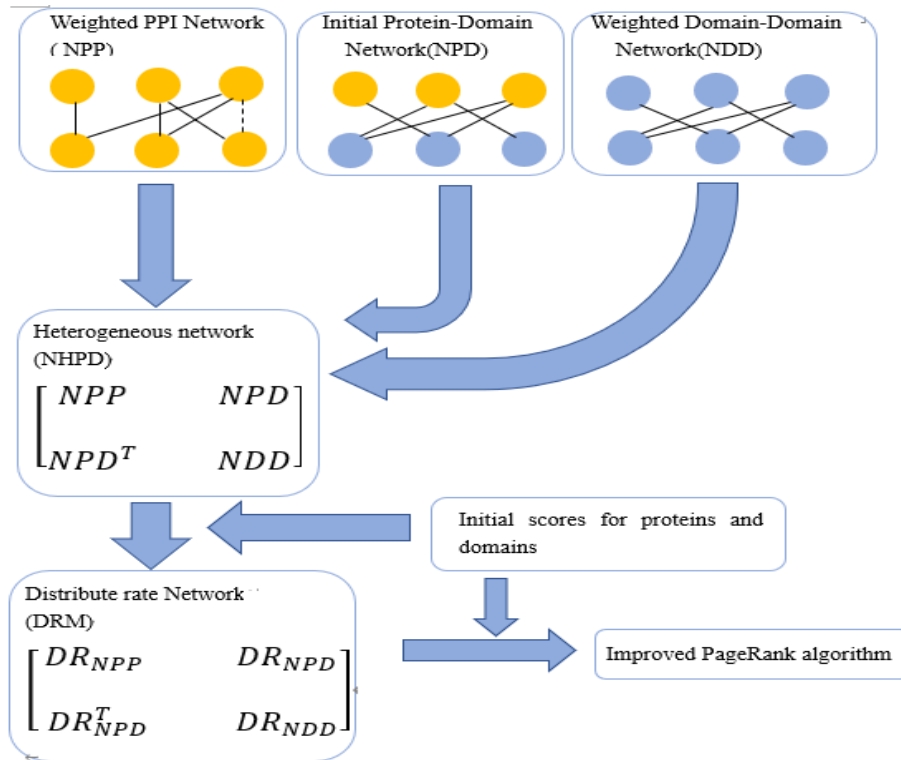 Weighted PPI Network
( NPP)
Initial Protein-Domain
Network(NPD)
Weighted Domain-Domain
Network(NDD)
Heterogeneous network
(NHPD)
NPP NPD
NPD^T NDD
Initial scores for proteins and
domains
Distribute rate Network
(DRM)
DR_NPP DR_NPD
DR^T_NPD DR_NDD
Improved PageRank algorithm